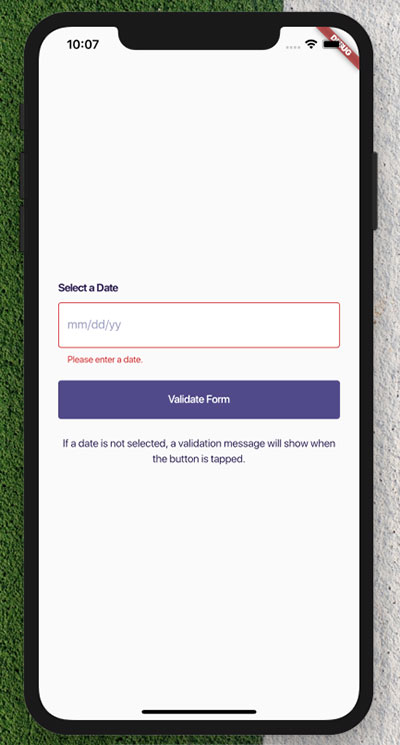 10:07
DEBUG
Select a Date
mm/dd/yy
Please enter a date.
Validate Form
If a date is not selected, a validation message will show when
the button is tapped.